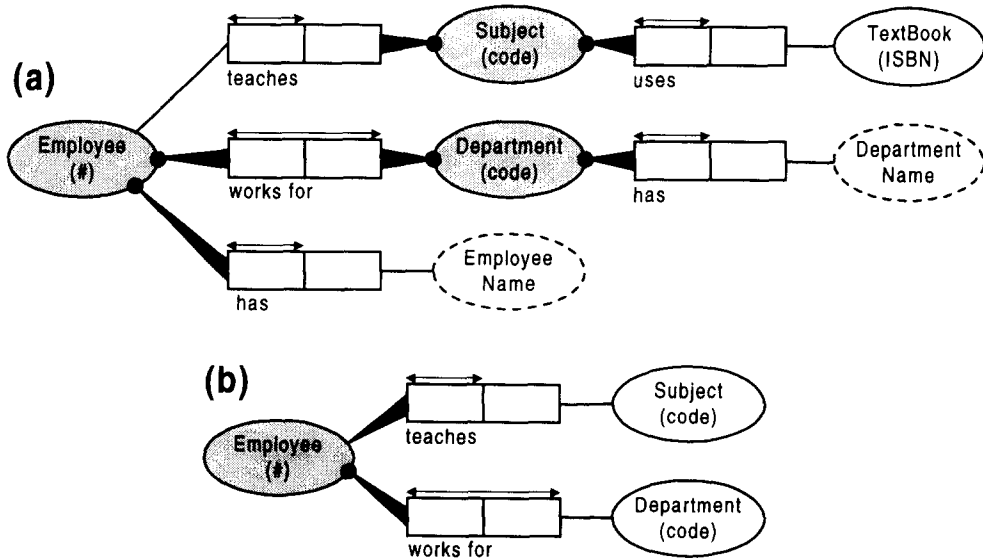 (a)
Subject
(code)
TextBook
(ISBN)
teaches
uses
Employee
(#)
Department
(code)
Department
Name
works for
has
Employee
Name
has
(b)
Subject
(code)
teaches
Employee
(#)
Department
(code)
works for